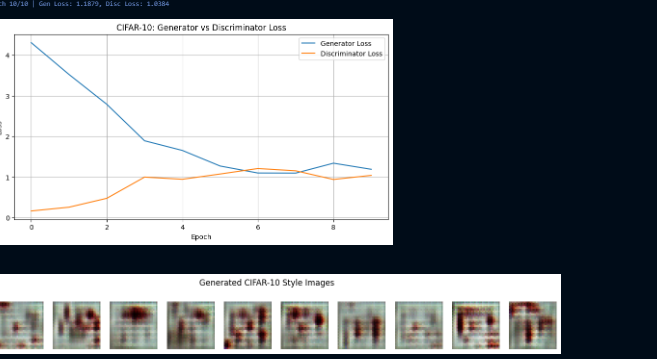 ch 10/10 | Gen Loss: 1.1879, Disc Loss: 1.0384
CIFAR-10: Generator vs Discriminator Loss
Generator Loss
Discriminator Loss
4
3
2
1
0
0 2 4 6 8
Epoch
Generated CIFAR-10 Style Images